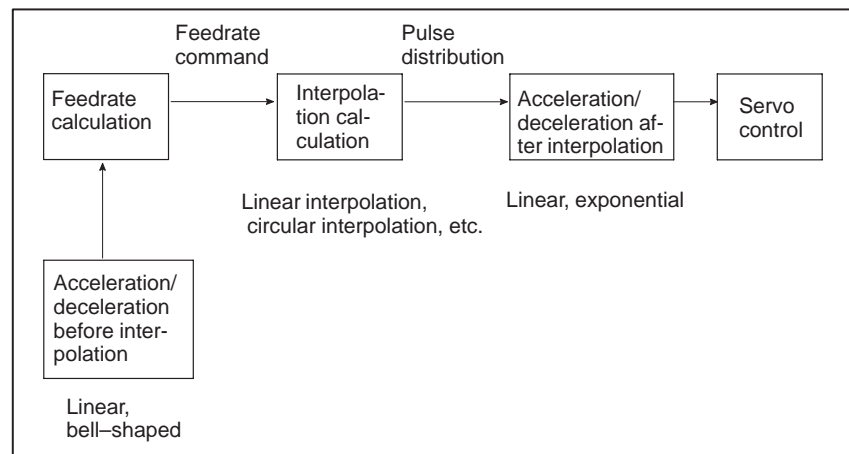 Feedrate
command
Pulse
distribution
Feedrate
calculation
Interpola-
tion cal-
culation
Acceleration/
deceleration af-
ter interpolation
Servo
control
Linear interpolation,
circular interpolation, etc.
Linear, exponential
Acceleration/
deceleration
before inter-
polation
Linear,
bell–shaped